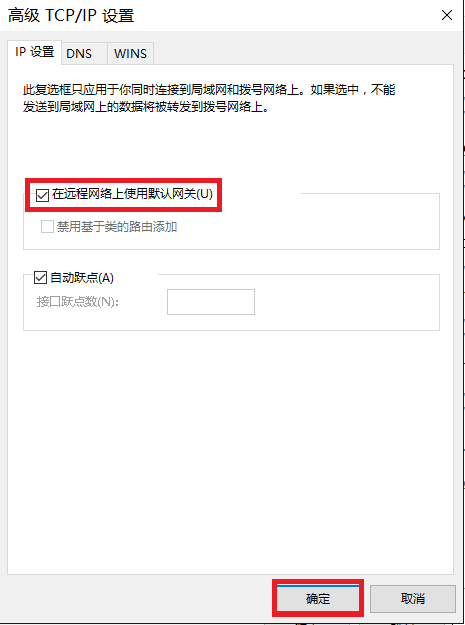 高级 TCP/IP 设置
IP 设置 DNS WINS
此复选框只应用于你同时连接到局域网和拨号网络上。如果选中，不能
发送到局域网上的数据将被转发到拨号网络上。
在远程网络上使用默认网关(U)
禁用基于类的路由添加
自动跃点(A)
接口跃点数(N):
确定 取消